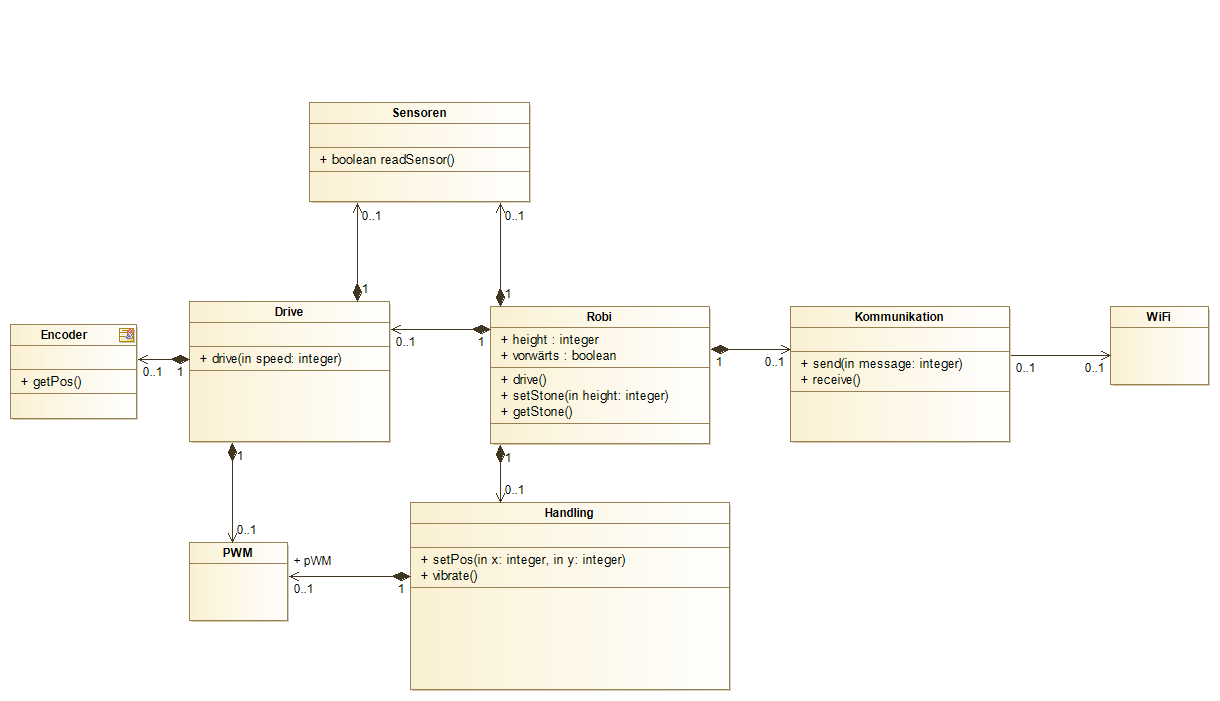 Sensoren
+ boolean readSensor()
0..1
0..1
1
1
Drive
+ drive(in speed: integer)
Encoder
+ getPos()
0..1
1
Robi
+ height : integer
+ vorwärts : boolean
+ drive()
+ setStone(in height: integer)
+ getStone()
0..1
1
Kommunikation
+ send(in message: integer)
+ receive()
1
0..1
WiFi
0..1
0..1
1
0..1
1
0..1
PWM
+ pWM
0..1
1
Handling
+ setPos(in x: integer, in y: integer)
+ vibrate()